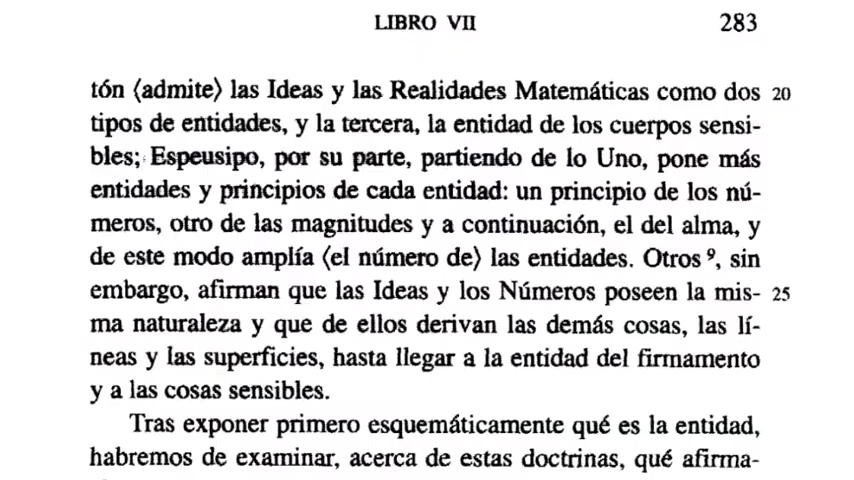 LIBRO VII 283
tón ⟨admite⟩ las Ideas y las Realidades Matemáticas como dos 20
tipos de entidades, y la tercera, la entidad de los cuerpos sensi-
bles; Espeusipo, por su parte, partiendo de lo Uno, pone más
entidades y principios de cada entidad: un principio de los nú-
meros, otro de las magnitudes y a continuación, el del alma, y
de este modo amplía ⟨el número de⟩ las entidades. Otros ⁹, sin
embargo, afirman que las Ideas y los Números poseen la mis- 25
ma naturaleza y que de ellos derivan las demás cosas, las lí-
neas y las superficies, hasta llegar a la entidad del firmamento
y a las cosas sensibles.
Tras exponer primero esquemáticamente qué es la entidad,
habremos de examinar, acerca de estas doctrinas, qué afirma-